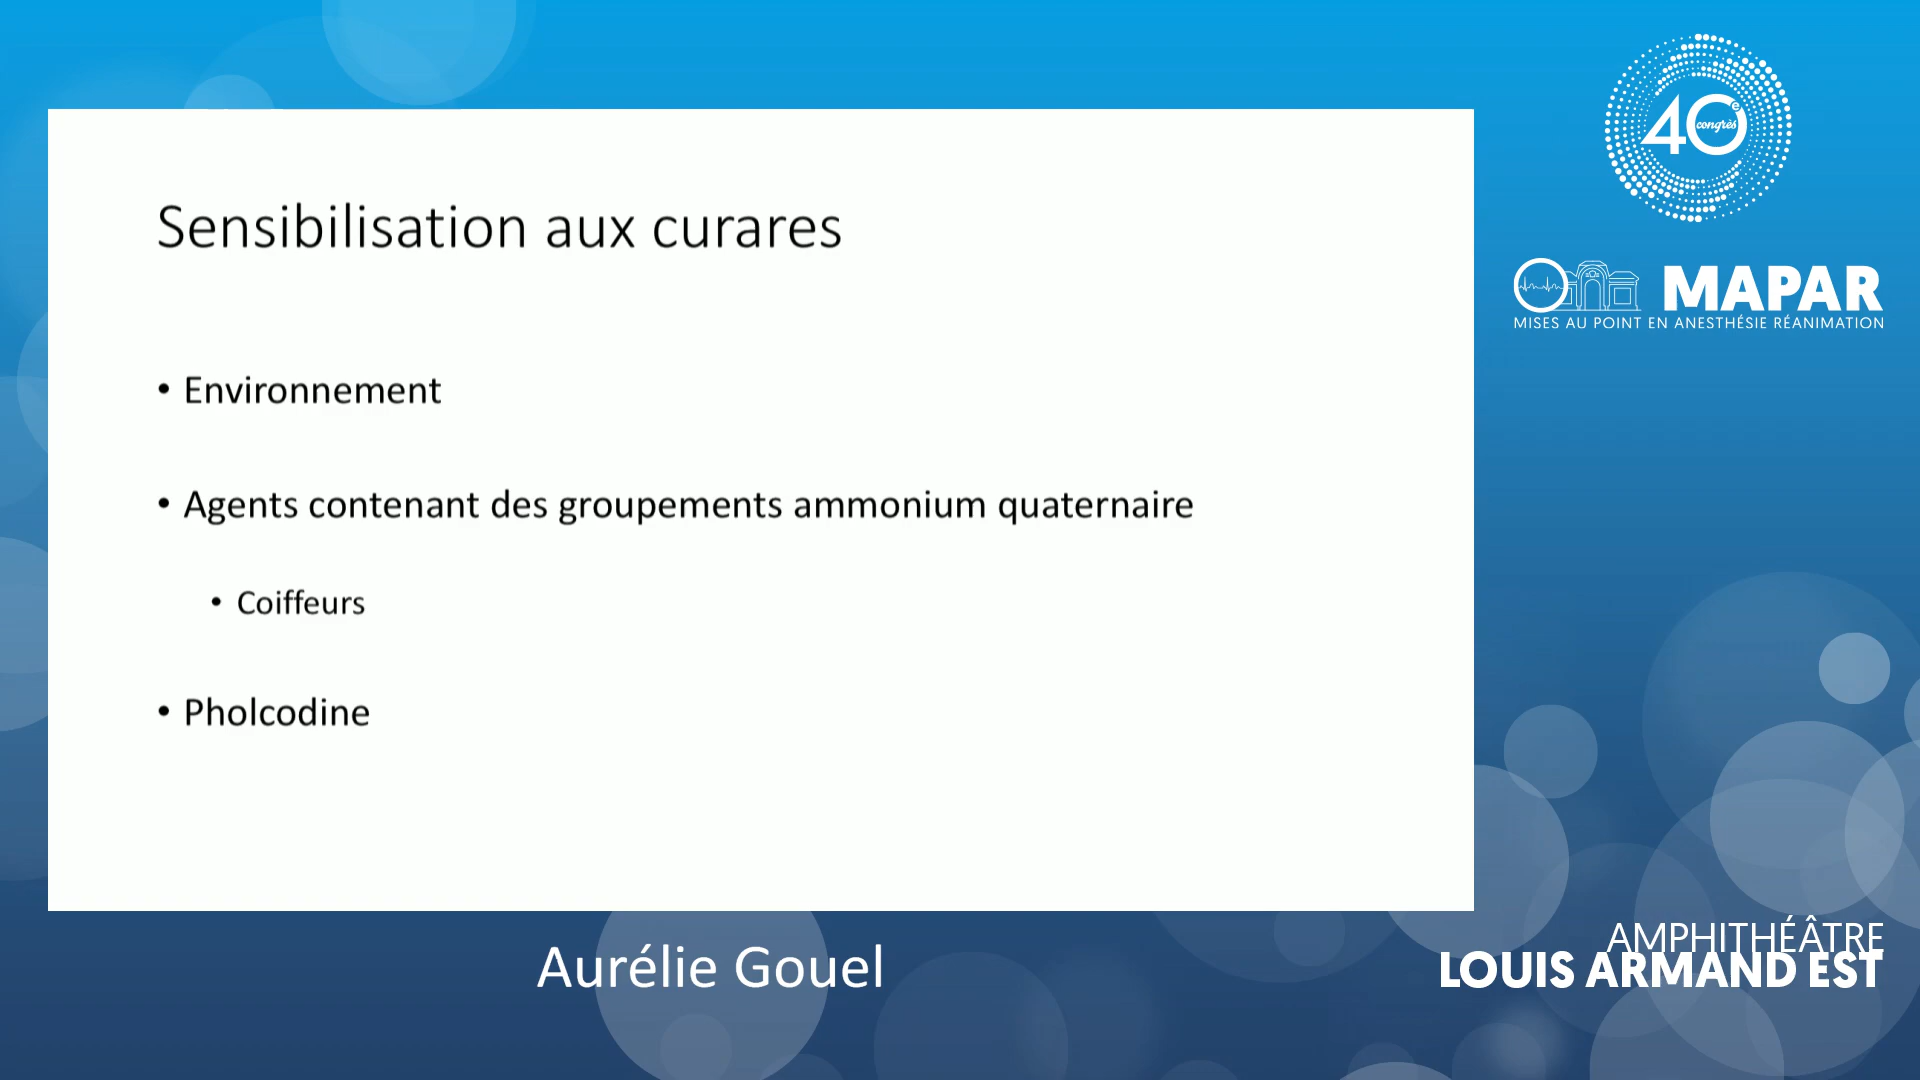 Sensibilisation aux curares
• Environnement
• Agents contenant des groupements ammonium quaternaire
• Coiffeurs
• Pholcodine
40e congrès
MAPAR
MISES AU POINT EN ANESTHÉSIE RÉANIMATION
Aurélie Gouel
AMPHITHÉÂTRE
LOUIS ARMAND EST